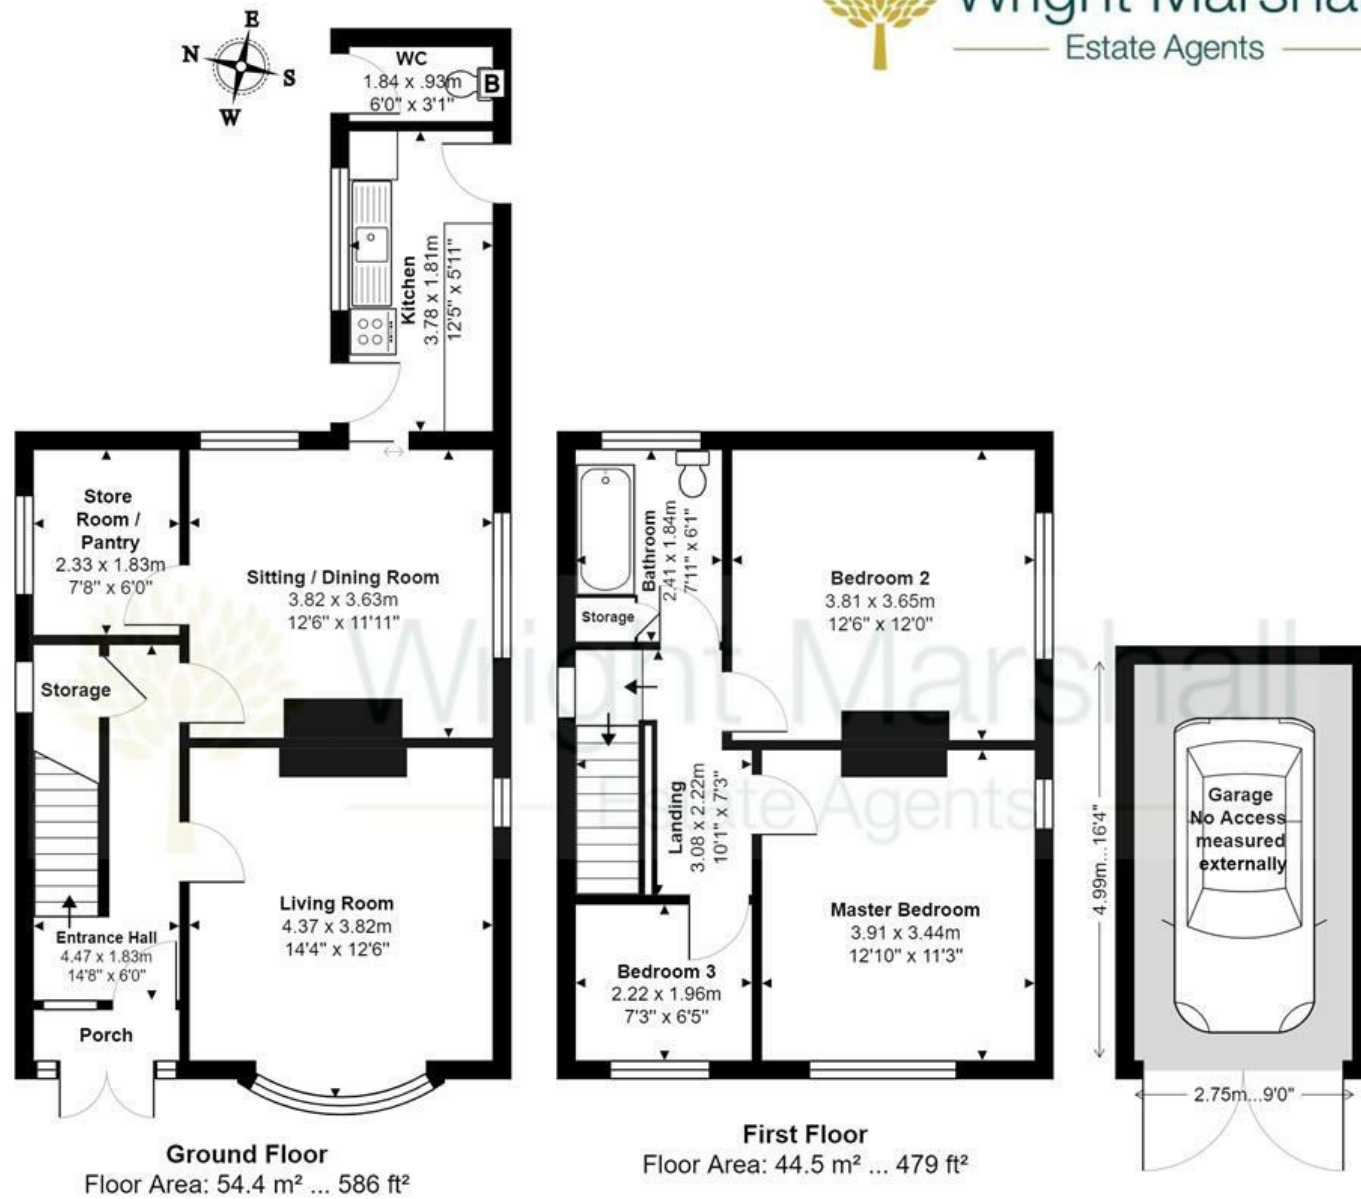 Wright Marshal
Estate Agents
E
N
S
W
WC
1.84 x .93m
6'0" x 3'1"
B
Kitchen
3.78 x 1.81m
12'5" x 5'11"
Store
Room /
Pantry
2.33 x 1.83m
7'8" x 6'0"
Sitting / Dining Room
3.82 x 3.63m
12'6" x 11'11"
Storage
Living Room
4.37 x 3.82m
14'4" x 12'6"
Entrance Hall
4.47 x 1.83m
14'8" x 6'0"
Porch
Ground Floor
Floor Area: 54.4 m² ... 586 ft²
Bathroom
2.41 x 1.84m
7'11" x 6'1"
Storage
Bedroom 2
3.81 x 3.65m
12'6" x 12'0"
Landing
3.08 x 2.22m
10'1" x 7'3"
Master Bedroom
3.91 x 3.44m
12'10" x 11'3"
Bedroom 3
2.22 x 1.96m
7'3" x 6'5"
First Floor
Floor Area: 44.5 m² ... 479 ft²
Garage
No Access
measured
externally
4.99m...16'4"
2.75m...9'0"
Wright Marshall
Estate Agents